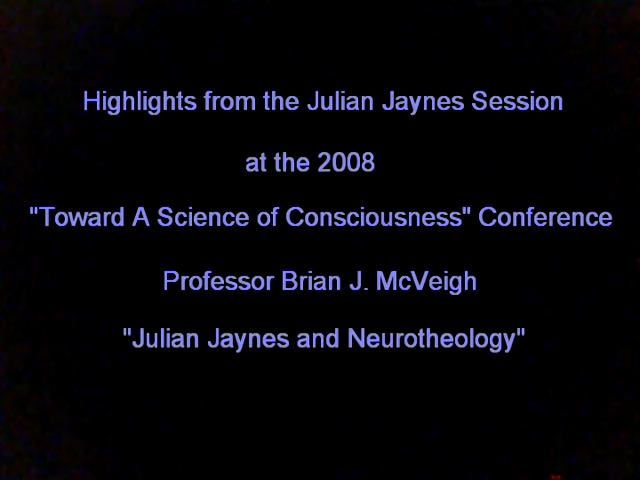 Highlights from the Julian Jaynes Session
at the 2008
"Toward A Science of Consciousness" Conference
Professor Brian J. McVeigh
"Julian Jaynes and Neurotheology"